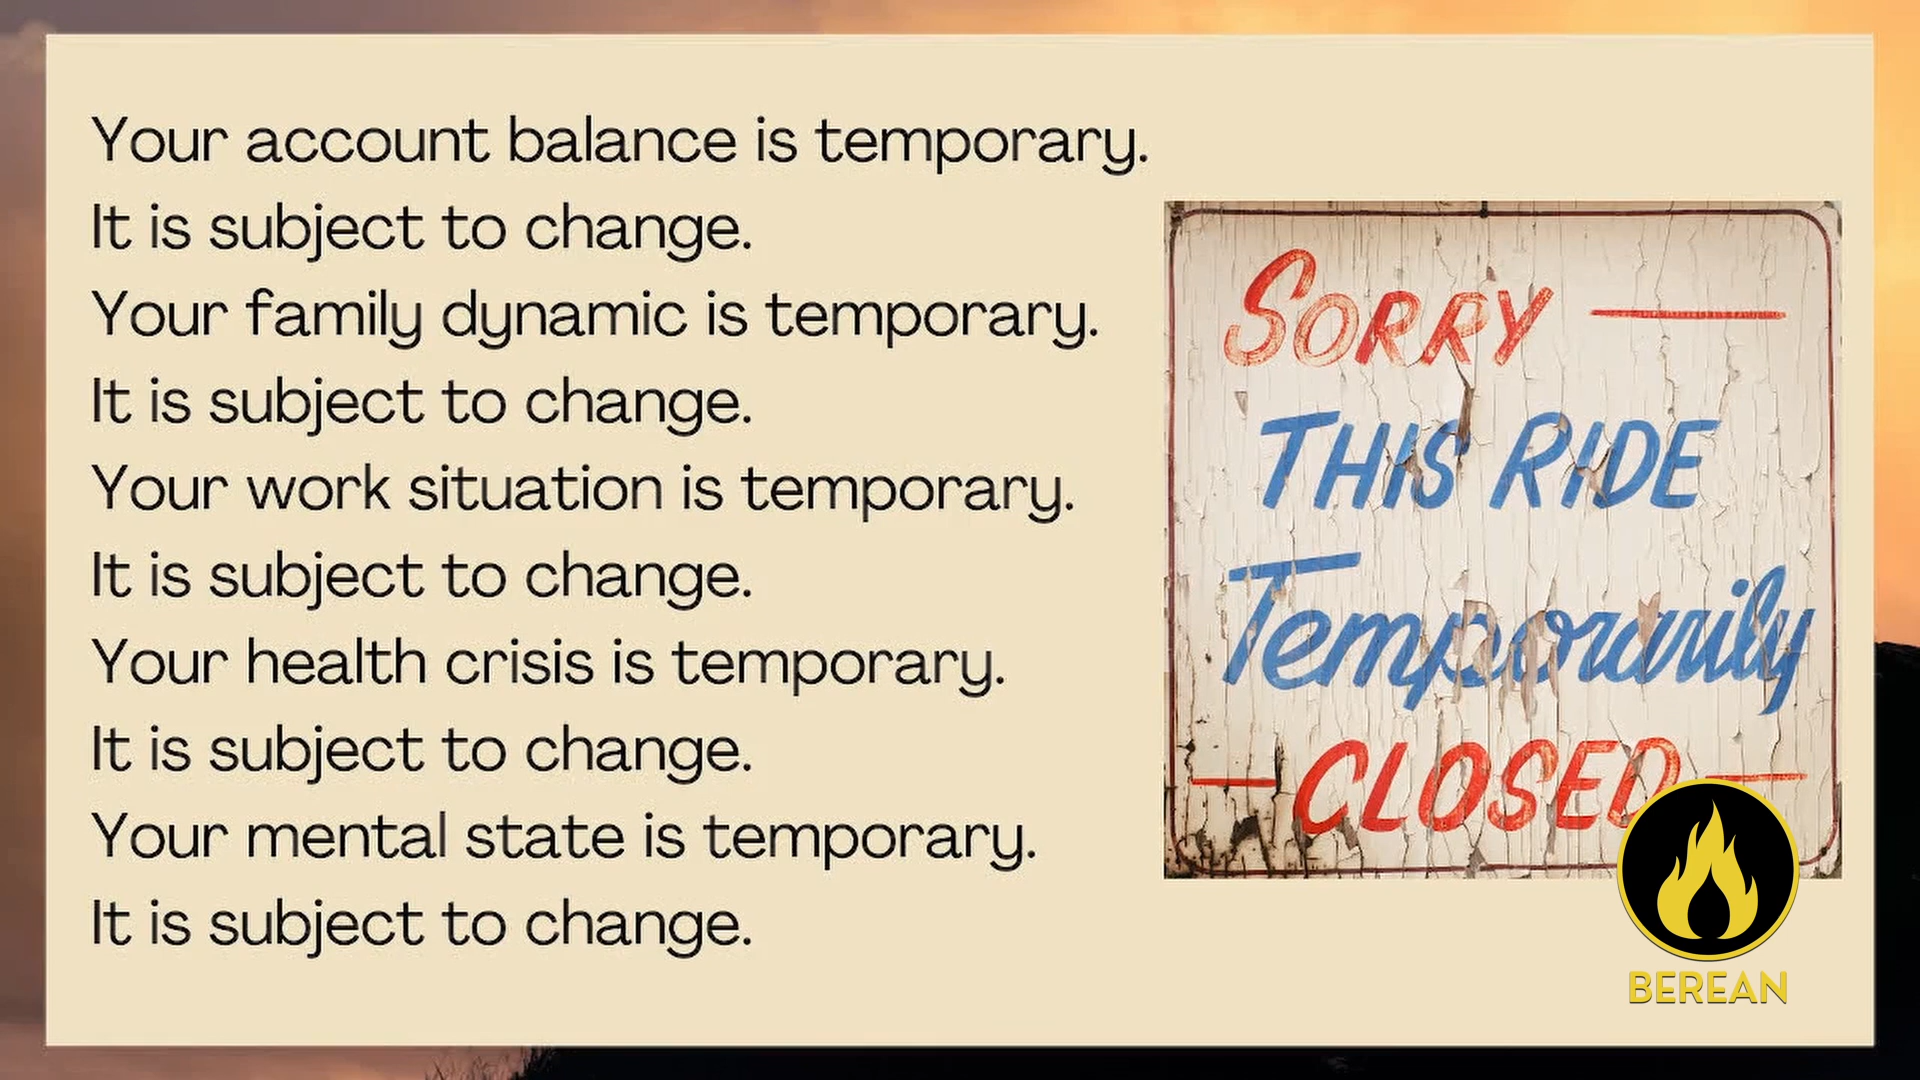 Your account balance is temporary.
It is subject to change.
Your family dynamic is temporary.
It is subject to change.
Your work situation is temporary.
It is subject to change.
Your health crisis is temporary.
It is subject to change.
Your mental state is temporary.
It is subject to change.
SORRY
THIS RIDE
Temporarily
CLOSED
BEREAN